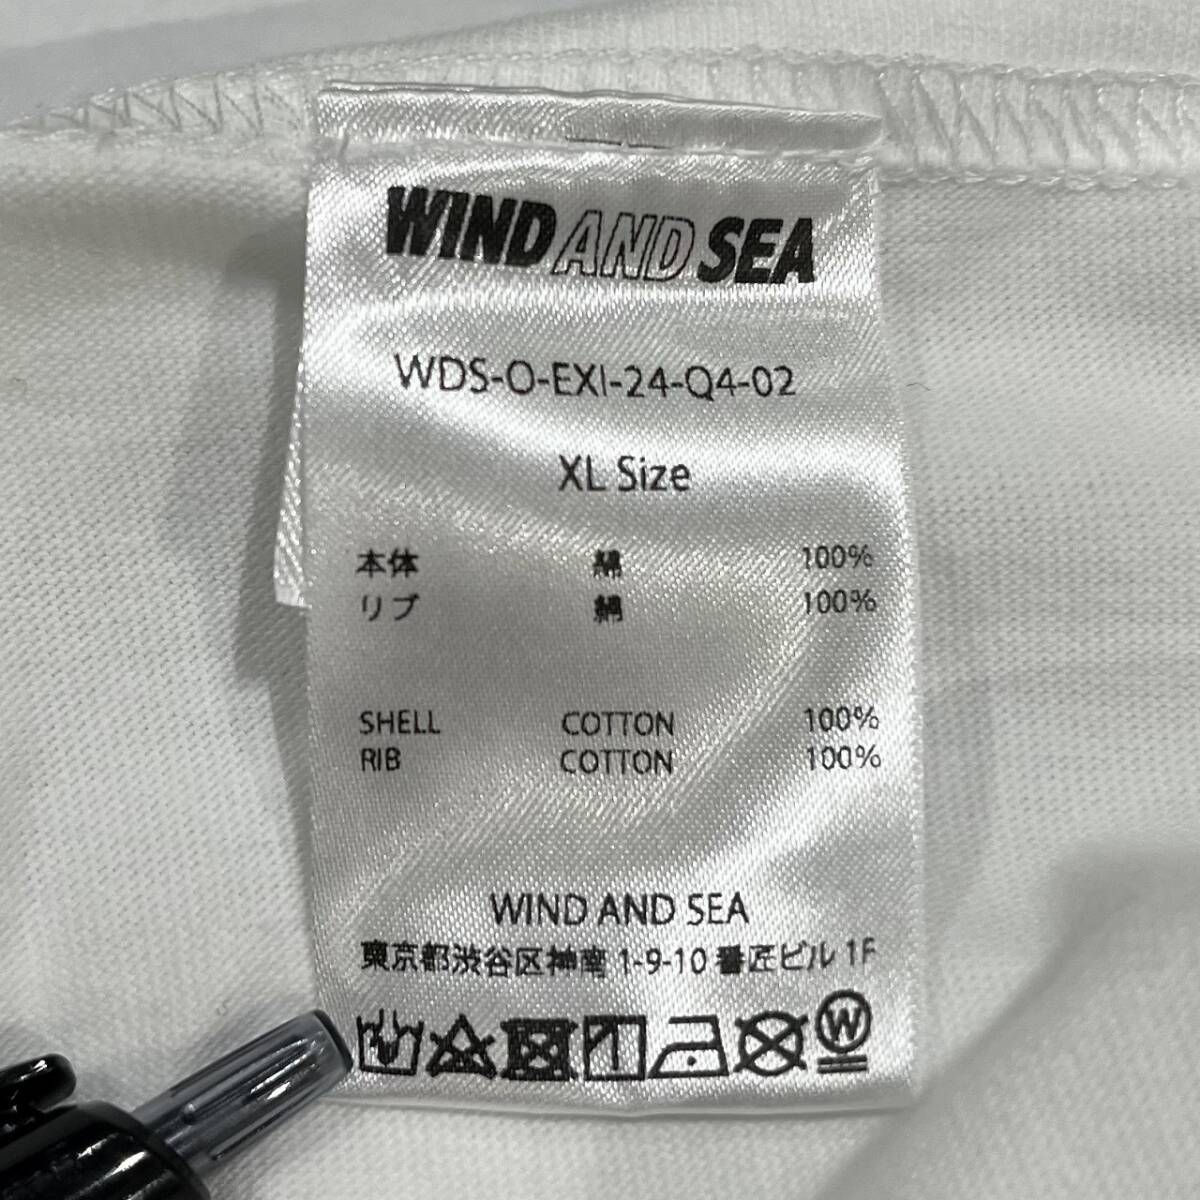 WIND AND SEA
WDS-O-EXI-24-Q4-02
XL Size
本体 綿 100%
リブ 綿 100%
SHELL COTTON 100%
RIB COTTON 100%
WIND AND SEA
東京都渋谷区神南 1-9-10 番匠ビル 1F
W